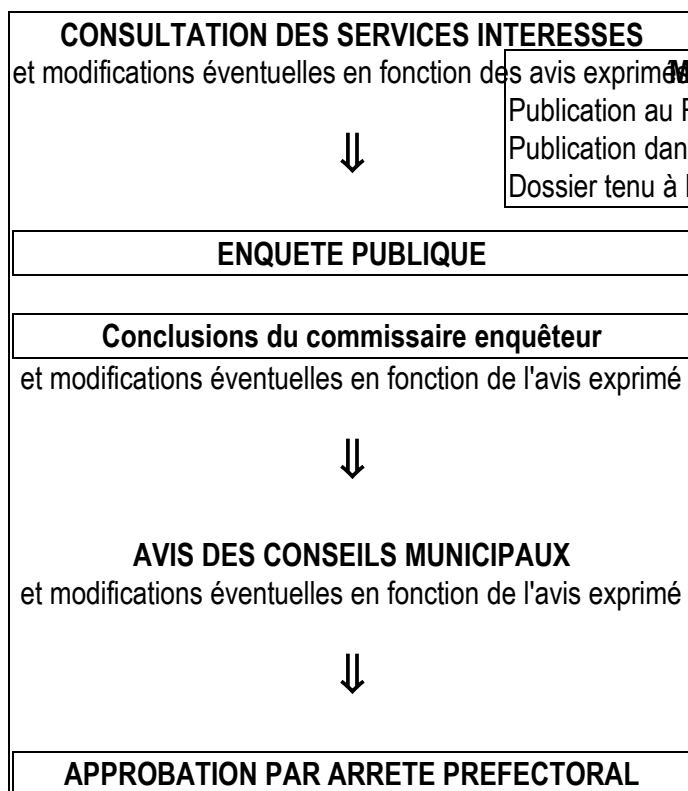 CONSULTATION DES SERVICES INTERESSES
et modifications éventuelles en fonction des avis exprimés
Publication au
Publication dan
Dossier tenu à
⇓
ENQUETE PUBLIQUE
Conclusions du commissaire enquêteur
et modifications éventuelles en fonction de l'avis exprimé
⇓
AVIS DES CONSEILS MUNICIPAUX
et modifications éventuelles en fonction de l'avis exprimé
⇓
APPROBATION PAR ARRETE PREFECTORAL